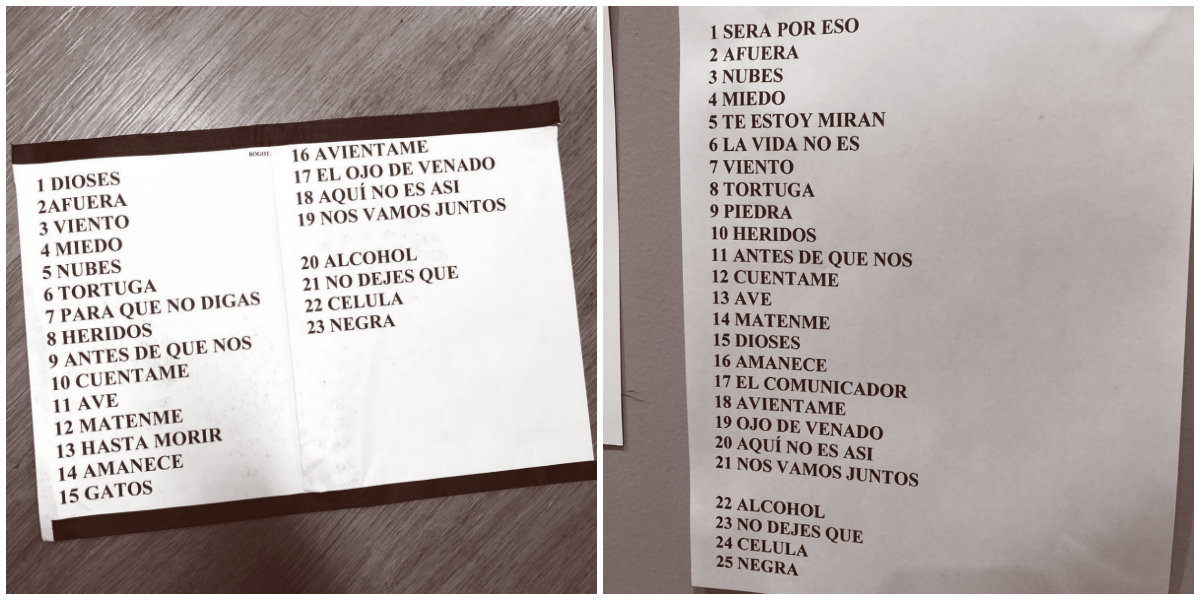 BOGOT.
1 DIOSES
2AFUERA
3 VIENTO
4 MIEDO
5 NUBES
6 TORTUGA
7 PARA QUE NO DIGAS
8 HERIDOS
9 ANTES DE QUE NOS
10 CUENTAME
11 AVE
12 MATENME
13 HASTA MORIR
14 AMANECE
15 GATOS
16 AVIENTAME
17 EL OJO DE VENADO
18 AQUÍ NO ES ASI
19 NOS VAMOS JUNTOS
20 ALCOHOL
21 NO DEJES QUE
22 CELULA
23 NEGRA
1 SERA POR ESO
2 AFUERA
3 NUBES
4 MIEDO
5 TE ESTOY MIRAN
6 LA VIDA NO ES
7 VIENTO
8 TORTUGA
9 PIEDRA
10 HERIDOS
11 ANTES DE QUE NOS
12 CUENTAME
13 AVE
14 MATENME
15 DIOSES
16 AMANECE
17 EL COMUNICADOR
18 AVIENTAME
19 OJO DE VENADO
20 AQUÍ NO ES ASI
21 NOS VAMOS JUNTOS
22 ALCOHOL
23 NO DEJES QUE
24 CELULA
25 NEGRA